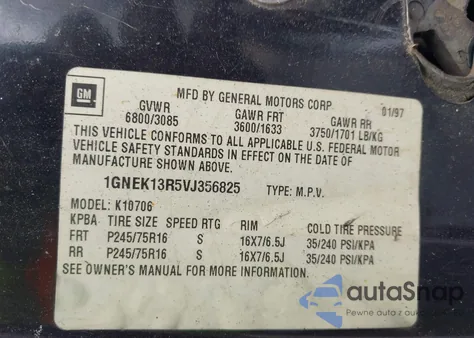 GM
MFD BY GENERAL MOTORS CORP 01/97
GVWR GAWR FRT GAWR RR
6800/3085 3600/1633 3750/1701 LB/KG
THIS VEHICLE CONFORMS TO ALL APPLICABLE U.S. FEDERAL MOTOR
VEHICLE SAFETY STANDARDS IN EFFECT ON THE DATE OF
MANUFACTURE SHOWN ABOVE.
1GNEK13R5VJ356825 TYPE: M.P.V.
MODEL: K10706
KPBA: TIRE SIZE SPEED RTG RIM COLD TIRE PRESSURE
FRT P245/75R16 S 16X7/6.5J 35/240 PSI/KPA
RR P245/75R16 S 16X7/6.5J 35/240 PSI/KPA
SEE OWNER'S MANUAL FOR MORE INFORMATION.
autoSnap
Pewne auta z aukcji